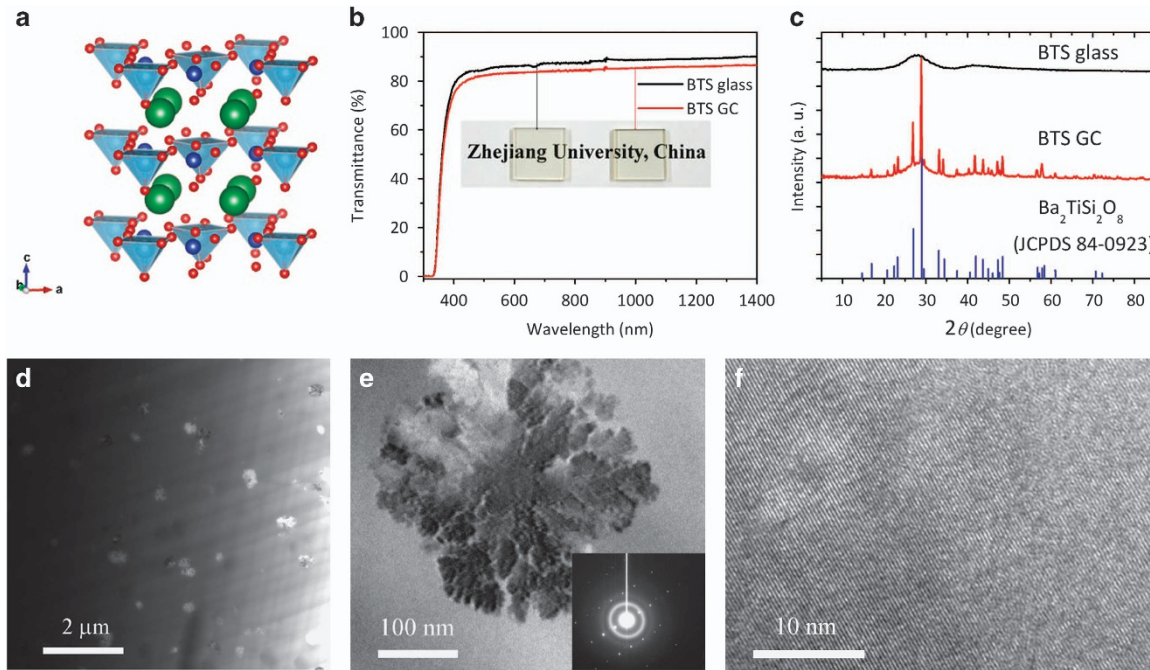 a
c
b
a
b
Transmittance (%)
100
80
60
40
20
0
BTS glass
BTS GC
Zhejiang University, China
400 600 800 1000 1200 1400
Wavelength (nm)
c
Intensity (a. u.)
BTS glass
BTS GC
Ba₂TiSi₂O₈
(JCPDS 84-0923)
10 20 30 40 50 60 70 80
2θ (degree)
d
2 μm
e
100 nm
f
10 nm